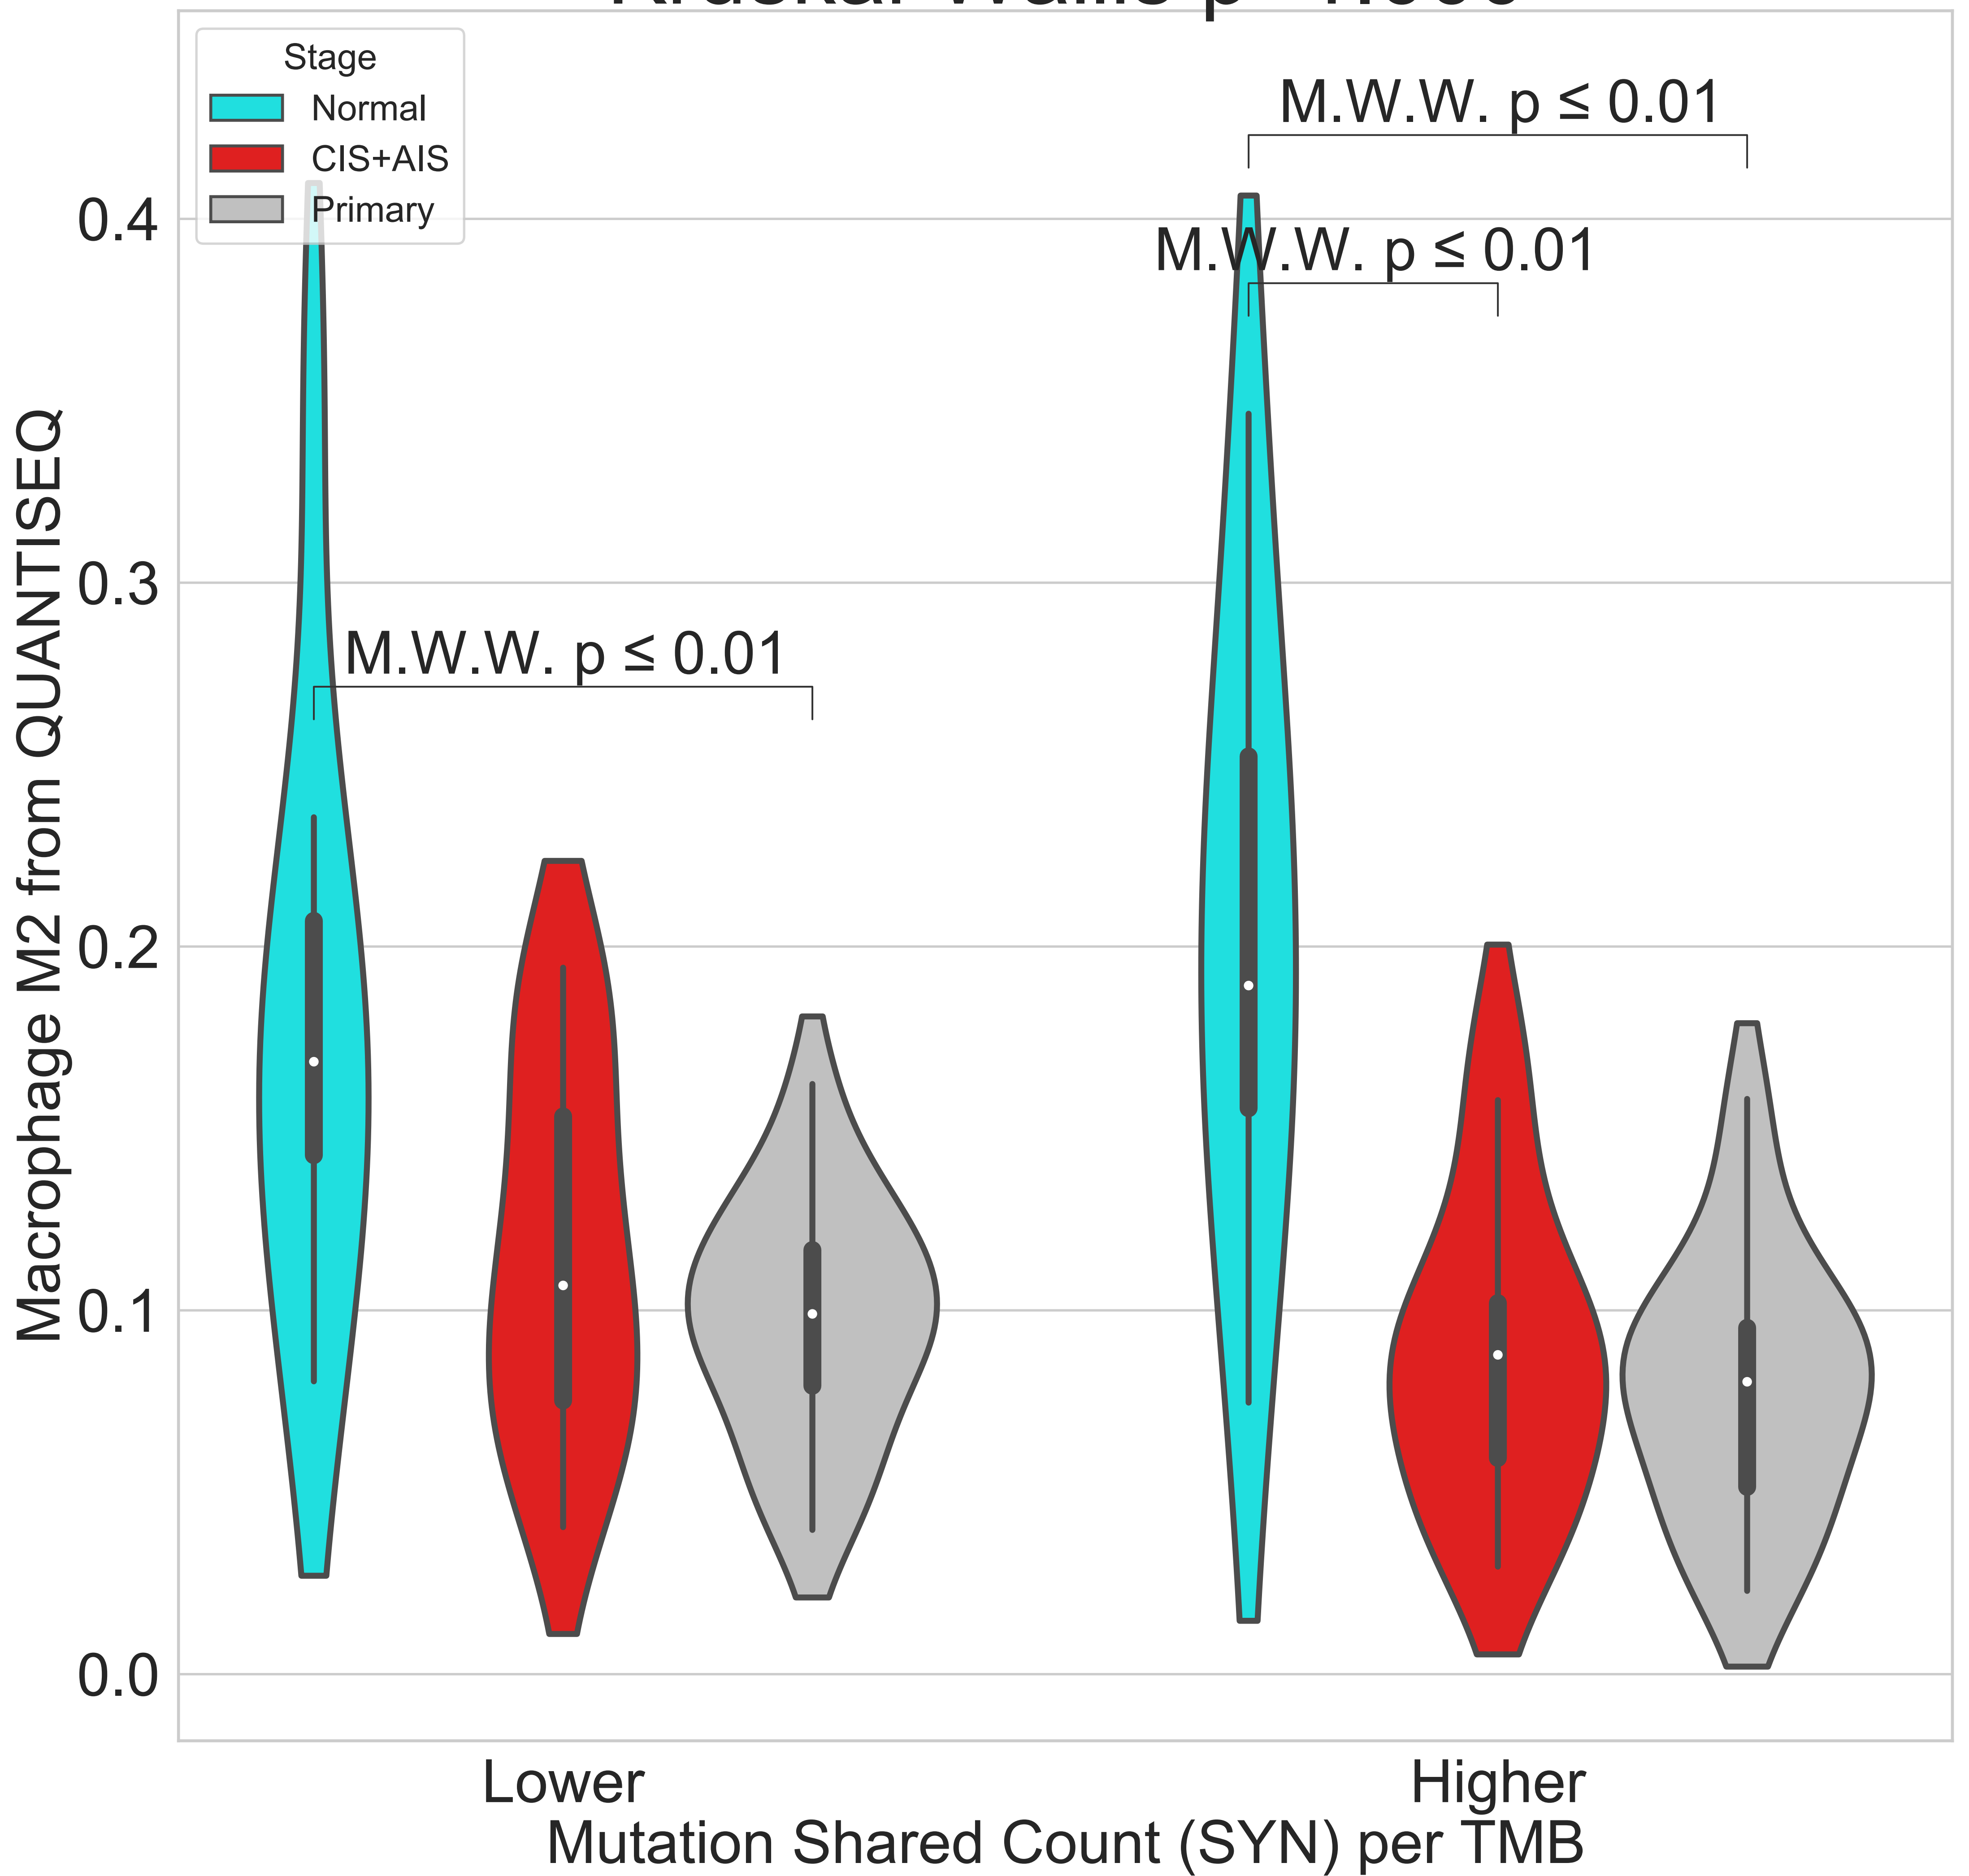 Stage
Normal
CIS+AIS
Primary
M.W.W. p ≤ 0.01
M.W.W. p ≤ 0.01
M.W.W. p ≤ 0.01
0.4
0.3
0.2
0.1
0.0
Macrophage M2 from QUANTISEQ
Lower
Higher
Mutation Shared Count (SYN) per TMB